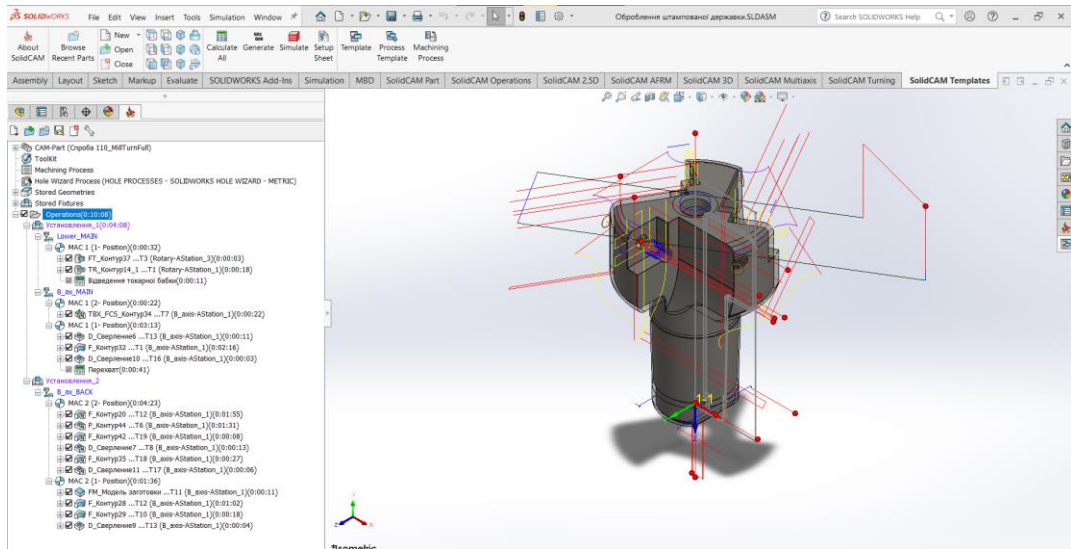 SOLIDWORKS File Edit View Insert Tools Simulation Window Оброблення штампованої державки.SLDASM Search SOLIDWORKS Help
About SolidCAM
Browse Recent Parts
New
Open
Close
Calculate All
Generate
Simulate
Setup Sheet
Template
Process Template
Machining Process
Assembly Layout Sketch Markup Evaluate SOLIDWORKS Add-Ins Simulation MBD SolidCAM Part SolidCAM Operations SolidCAM 2.5D SolidCAM AFRM SolidCAM 3D SolidCAM Multiaxis SolidCAM Turning SolidCAM Templates
CAM-Part (Спроба 110_MillTurnFull)
ToolKit
Machining Process
Hole Wizard Process (HOLE PROCESSES - SOLIDWORKS HOLE WIZARD - METRIC)
Stored Geometries
Stored Fixtures
Operations(0:10:08)
Установлення_1(0:04:08)
Lower_MAIN
MAC 1 (1- Position)(0:00:32)
FT_Контур37 ...T3 (Rotary-AStation_3)(0:00:03)
TR_Контур14_1 ...T1 (Rotary-AStation_1)(0:00:18)
Відведення токарної бабки(0:00:11)
B_ax_MAIN
MAC 1 (2- Position)(0:00:22)
TBX_FCS_Контур34 ...T7 (B_axis-AStation_1)(0:00:22)
MAC 1 (1- Position)(0:03:13)
D_Сверление6 ...T13 (B_axis-AStation_1)(0:00:11)
F_Контур32 ...T1 (B_axis-AStation_1)(0:02:16)
D_Сверление10 ...T16 (B_axis-AStation_1)(0:00:03)
Перехват(0:00:41)
Установлення_2
B_ax_BACK
MAC 2 (2- Position)(0:04:23)
F_Контур20 ...T12 (B_axis-AStation_1)(0:01:55)
P_Контур44 ...T6 (B_axis-AStation_1)(0:01:31)
F_Контур42 ...T19 (B_axis-AStation_1)(0:00:08)
D_Сверление7 ...T8 (B_axis-AStation_1)(0:00:13)
F_Контур35 ...T18 (B_axis-AStation_1)(0:00:27)
D_Сверление11 ...T17 (B_axis-AStation_1)(0:00:06)
MAC 2 (1- Position)(0:01:36)
FM_Модель заготовки ...T11 (B_axis-AStation_1)(0:00:11)
F_Контур28 ...T12 (B_axis-AStation_1)(0:01:02)
F_Контур29 ...T10 (B_axis-AStation_1)(0:00:18)
D_Сверление9 ...T13 (B_axis-AStation_1)(0:00:04)
1-1
*Isometric